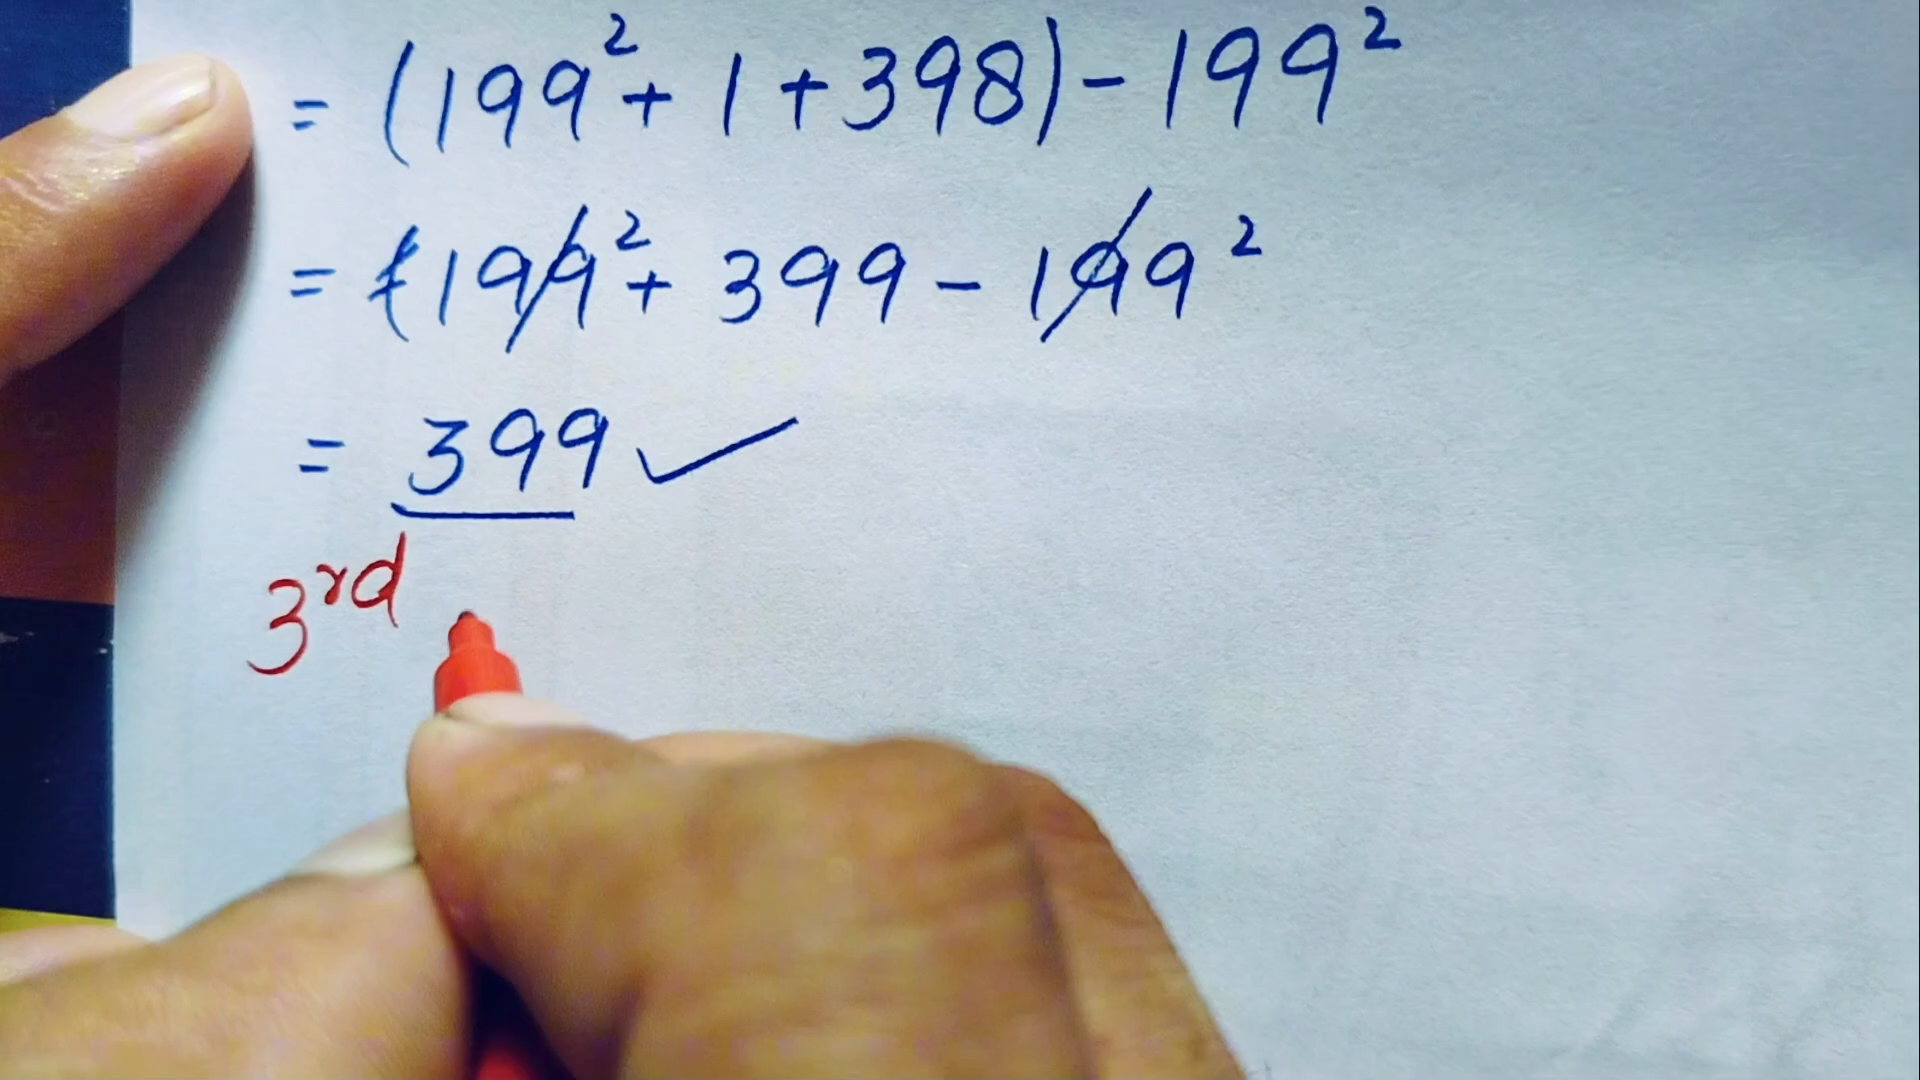 = (199² + 1 + 398) - 199²
= 199² + 399 - 199²
= 399 ✓
3rd